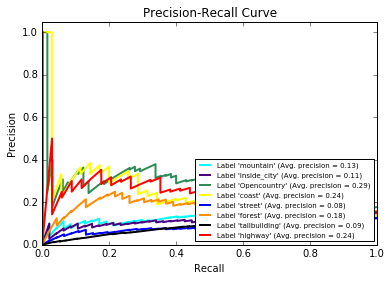 Precision-Recall Curve
1.0
0.8
0.6
0.4
0.2
0.0
Precision
Label 'mountain' (Avg. precision = 0.13)
Label 'inside_city' (Avg. precision = 0.11)
Label 'Opencountry' (Avg. precision = 0.29)
Label 'coast' (Avg. precision = 0.24)
Label 'street' (Avg. precision = 0.08)
Label 'forest' (Avg. precision = 0.18)
Label 'tallbuilding' (Avg. precision = 0.09)
Label 'highway' (Avg. precision = 0.24)
0.0 0.2 0.4 0.6 0.8 1.0
Recall